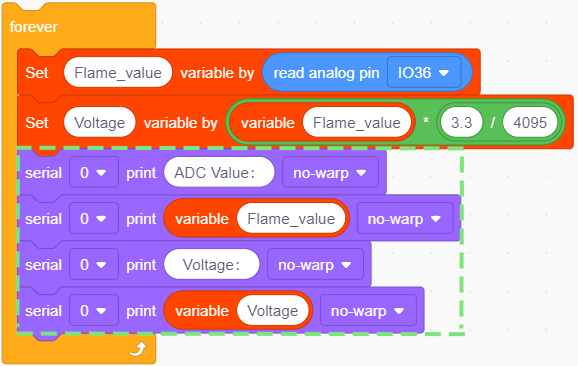 forever
Set Flame_value variable by read analog pin IO36
Set Voltage variable by variable Flame_value * 3.3 / 4095
serial 0 print ADC Value： no-warp
serial 0 print variable Flame_value no-warp
serial 0 print Voltage： no-warp
serial 0 print variable Voltage no-warp